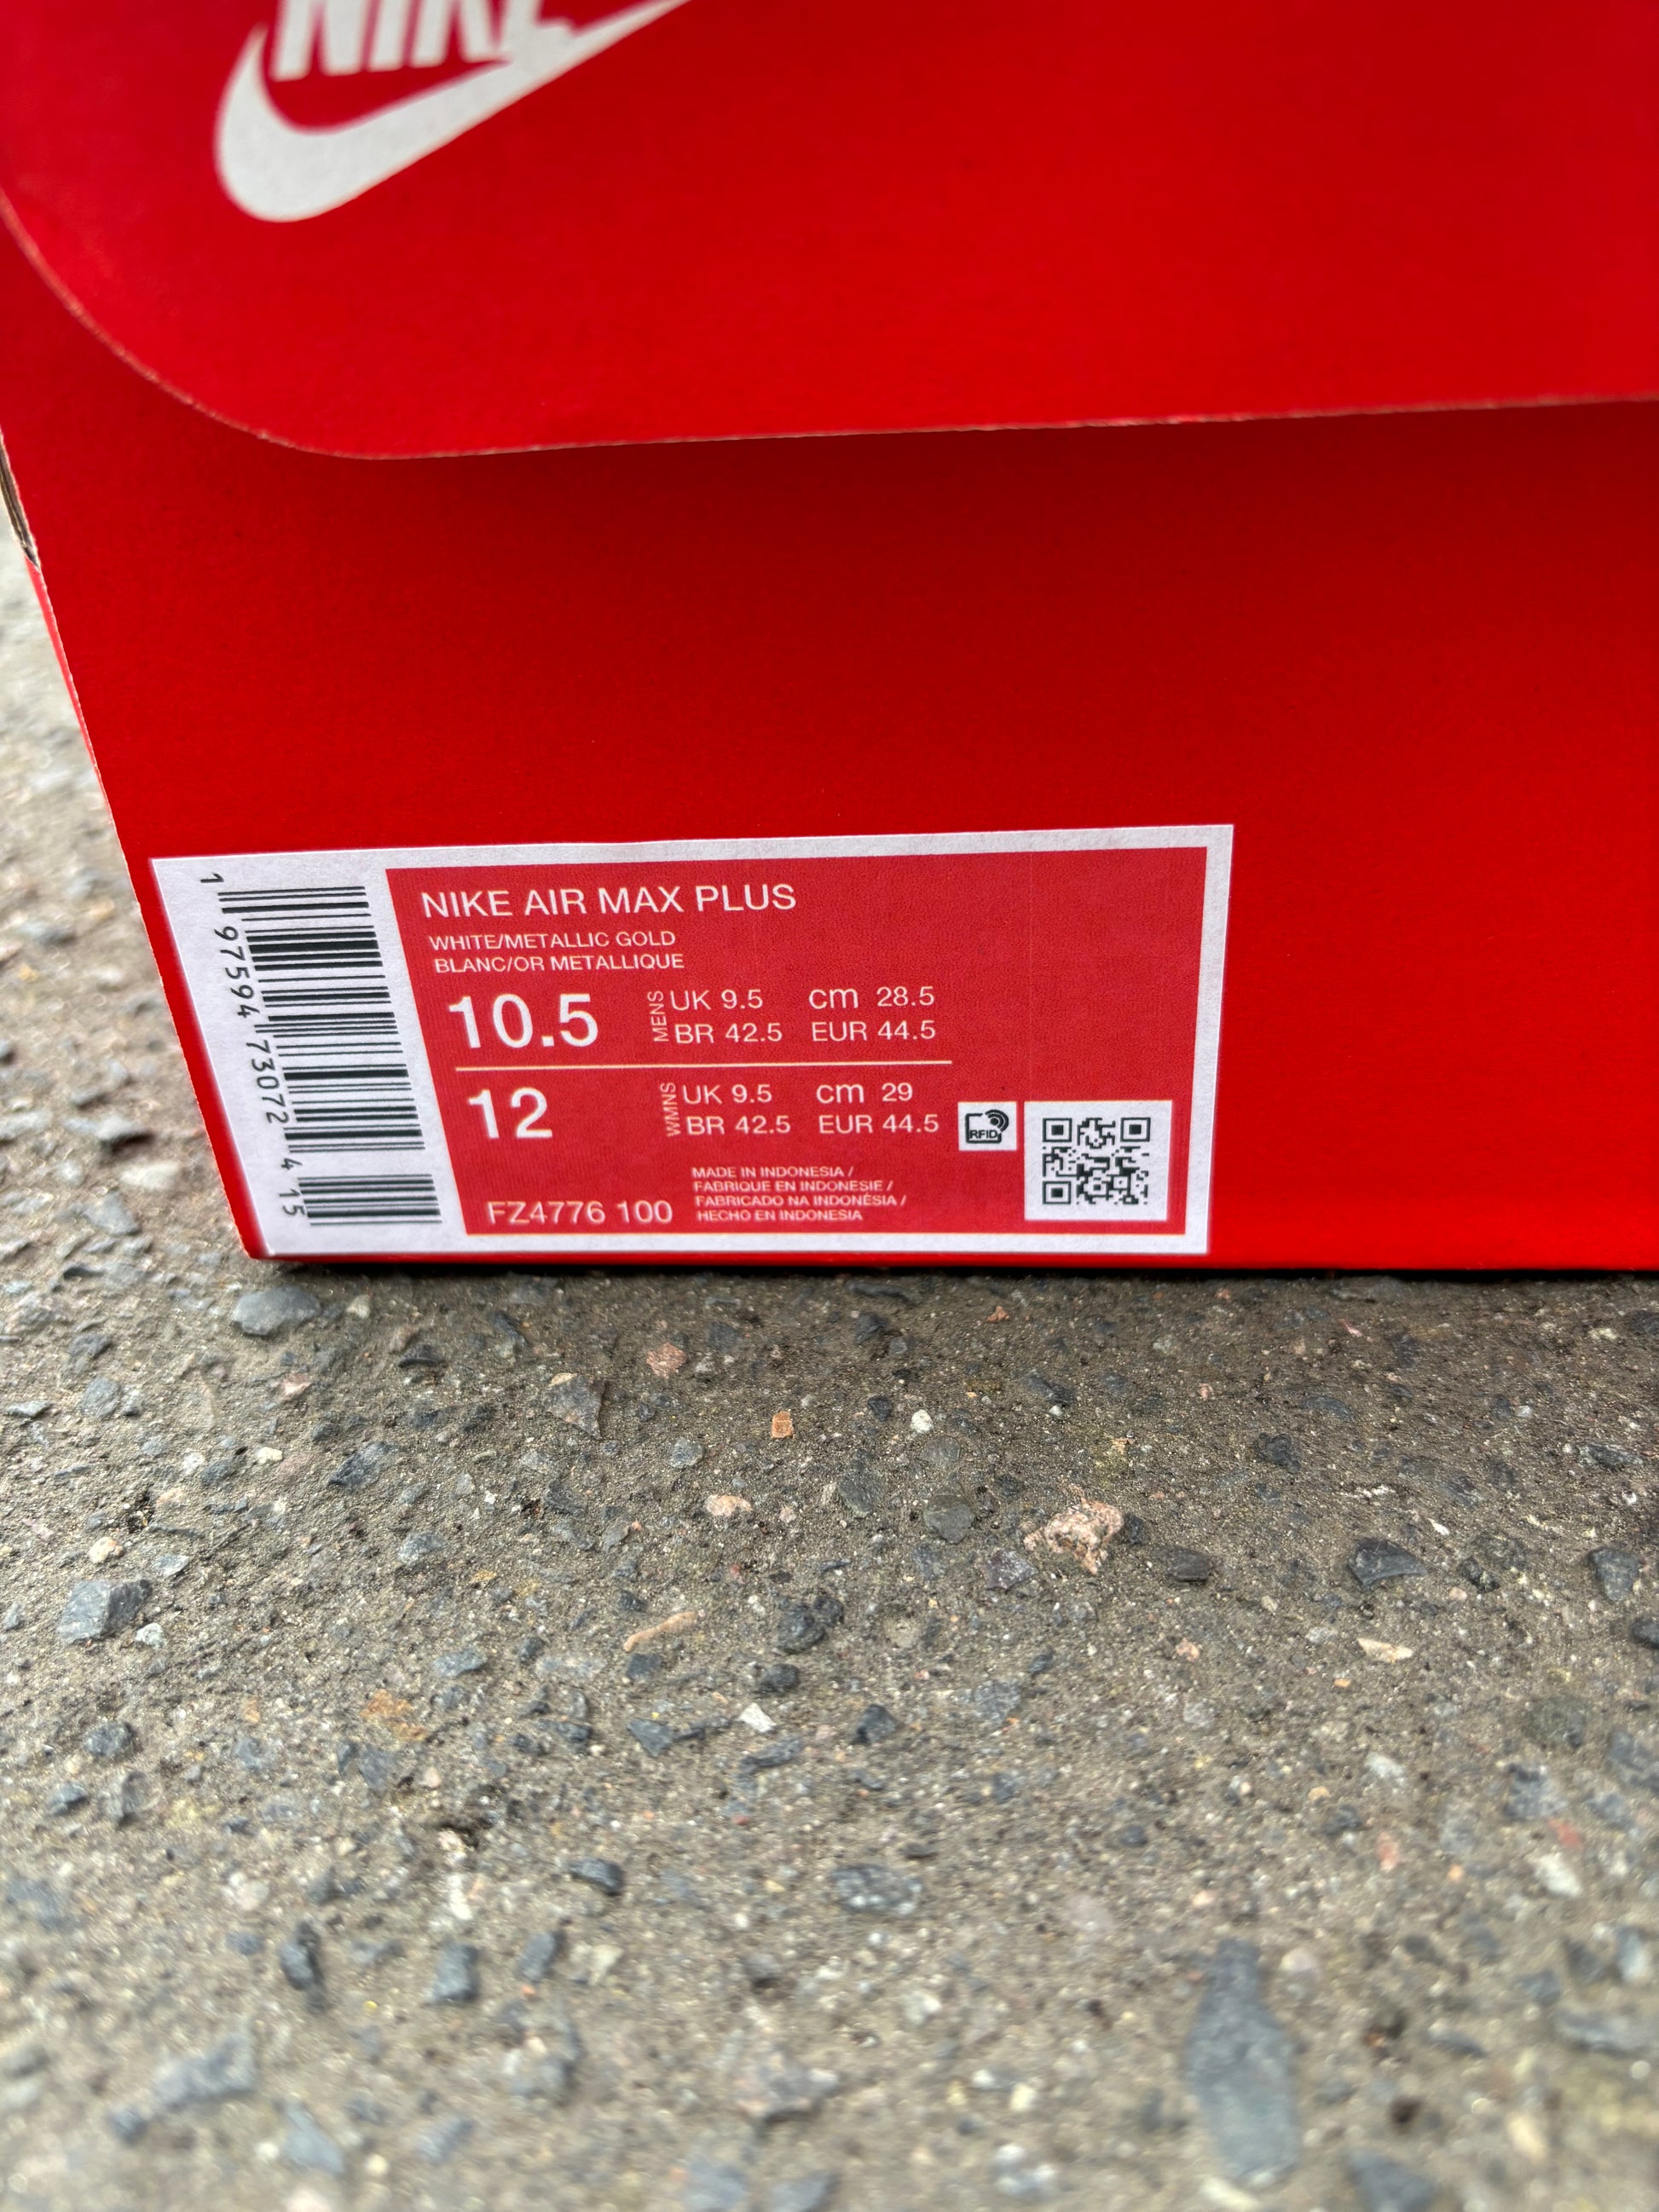 NIKE
NIKE AIR MAX PLUS
WHITE/METALLIC GOLD
BLANC/OR METALLIQUE
10.5 MENS UK 9.5 cm 28.5
BR 42.5 EUR 44.5
12 WMNS UK 9.5 cm 29
BR 42.5 EUR 44.5
RFID
MADE IN INDONESIA /
FABRIQUE EN INDONESIE /
FABRICADO NA INDONÉSIA /
HECHO EN INDONESIA
FZ4776 100
1 97594 73072 4 15